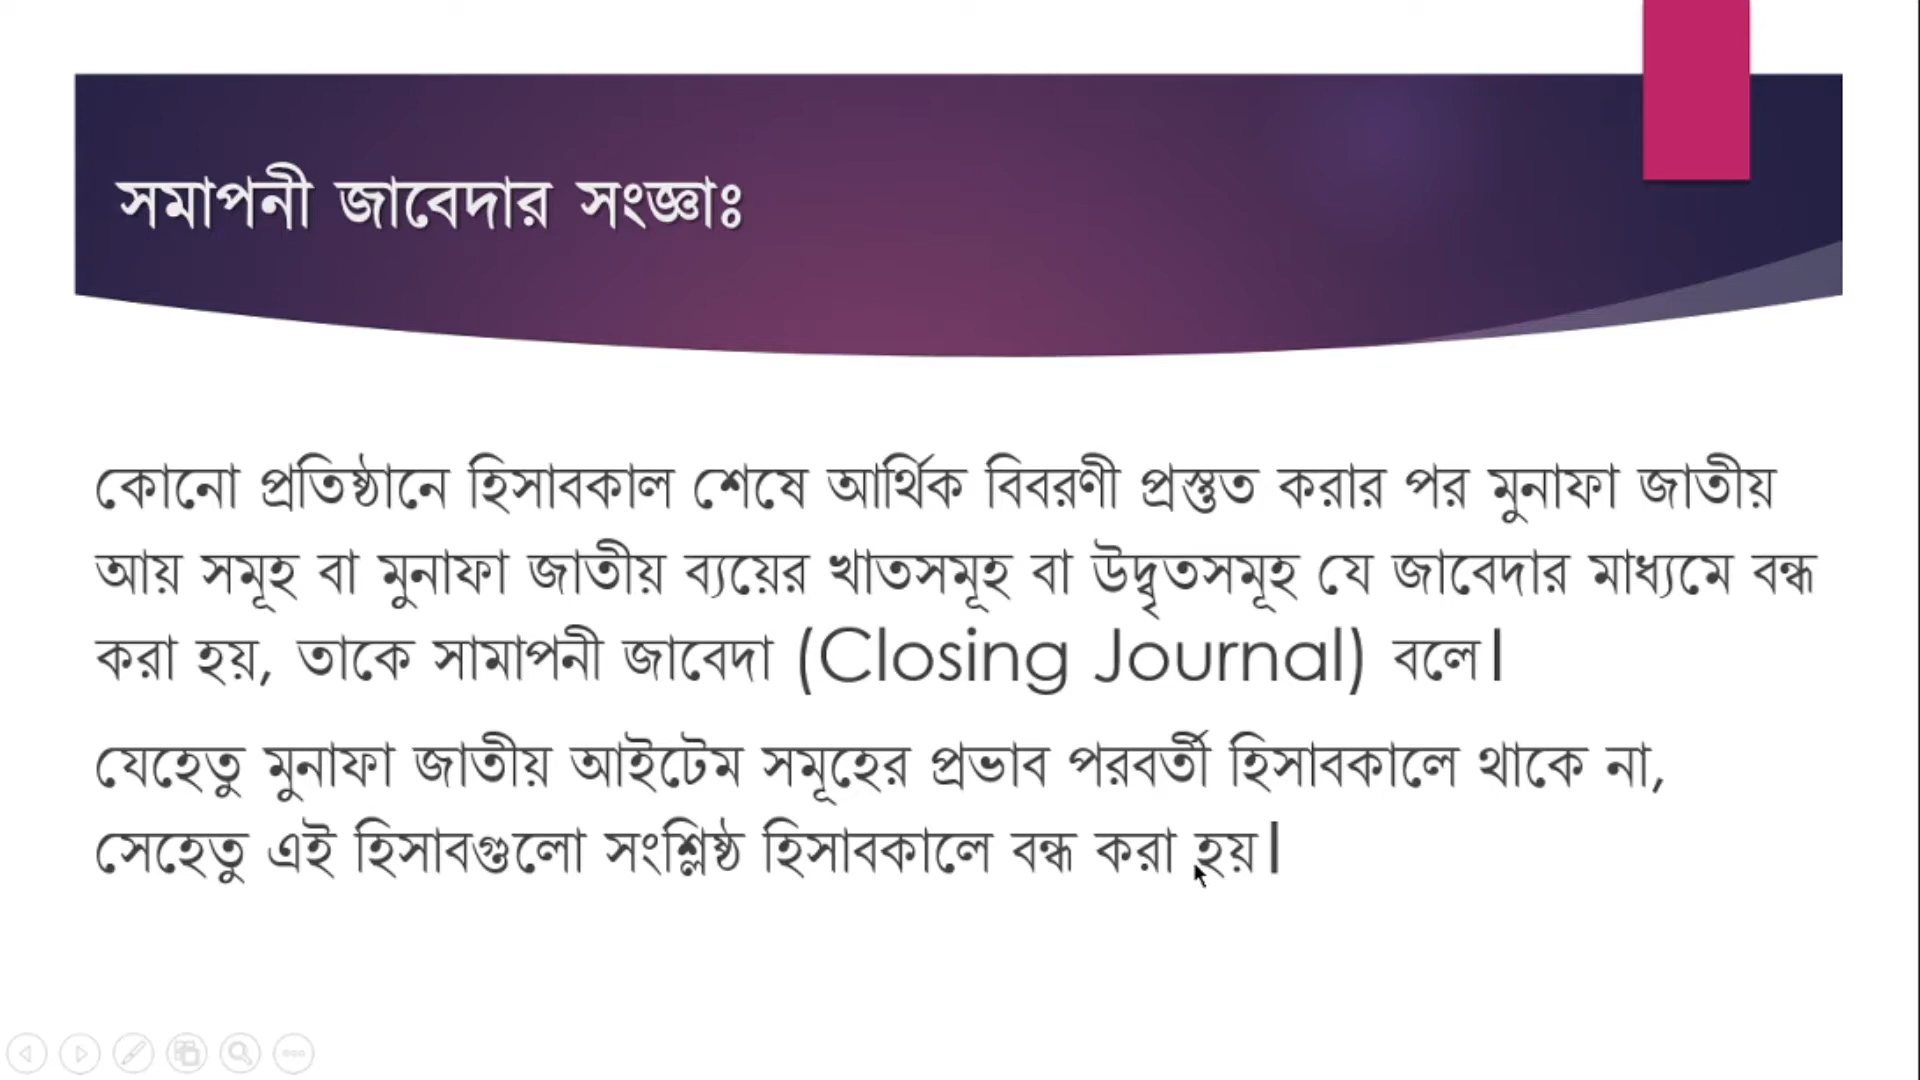 সমাপনী জাবেদার সংজ্ঞাঃ
কোনো প্রতিষ্ঠানে হিসাবকাল শেষে আর্থিক বিবরণী প্রস্তুত করার পর মুনাফা জাতীয়
আয় সমূহ বা মুনাফা জাতীয় ব্যয়ের খাতসমূহ বা উদ্বৃতসমূহ যে জাবেদার মাধ্যমে বন্ধ
করা হয়, তাকে সামাপনী জাবেদা (Closing Journal) বলে।
যেহেতু মুনাফা জাতীয় আইটেম সমূহের প্রভাব পরবর্তী হিসাবকালে থাকে না,
সেহেতু এই হিসাবগুলো সংশ্লিষ্ঠ হিসাবকালে বন্ধ করা হয়।